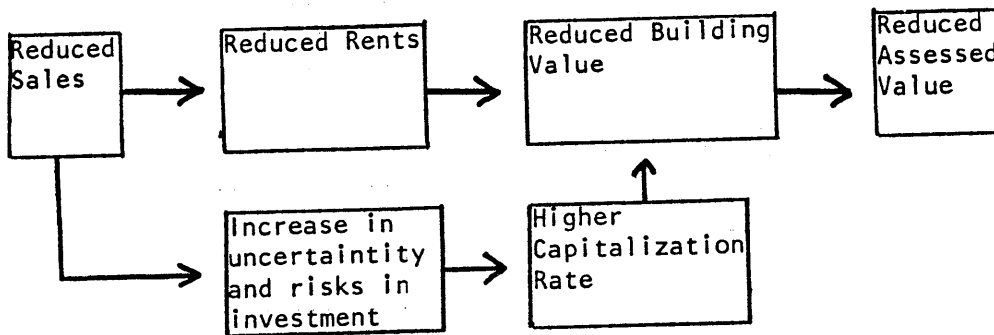 Reduced
Sales
Reduced Rents
Reduced Building
Value
Reduced
Assessed
Value
Increase in
uncertaintity
and risks in
investment
Higher
Capitalization
Rate